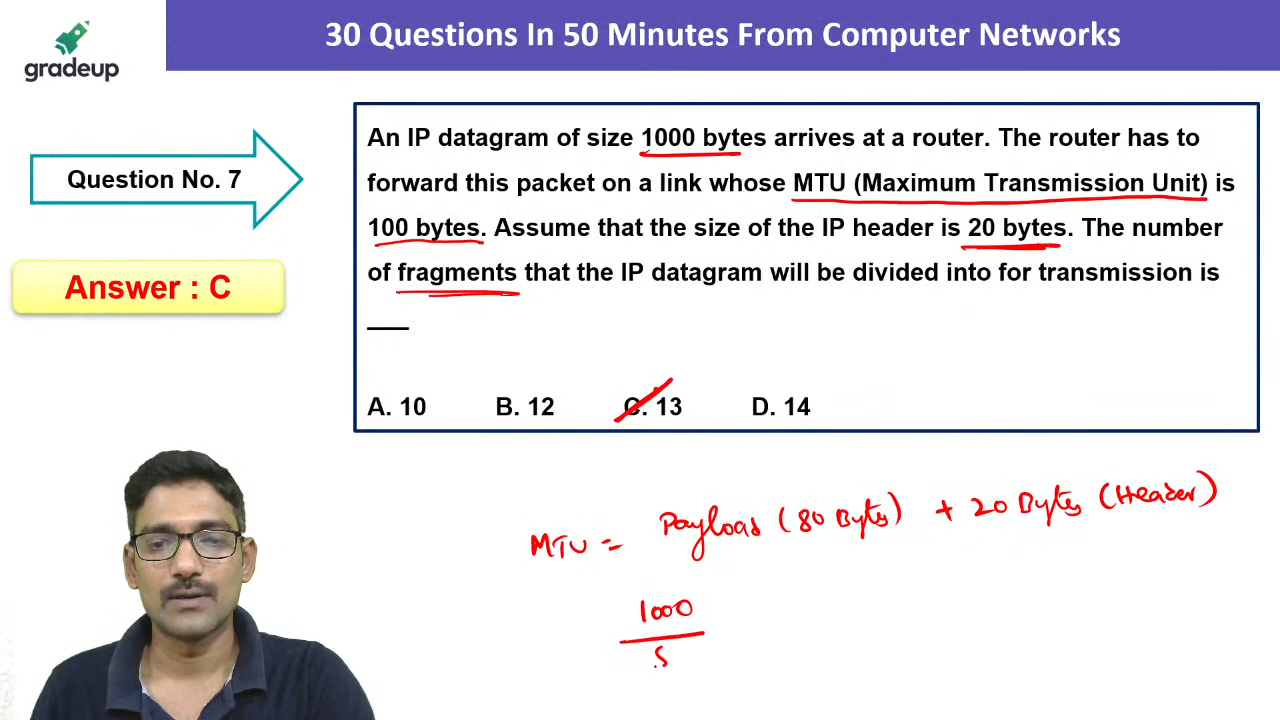 30 Questions In 50 Minutes From Computer Networks
gradeup
Question No. 7
Answer : C
An IP datagram of size 1000 bytes arrives at a router. The router has to
forward this packet on a link whose MTU (Maximum Transmission Unit) is
100 bytes. Assume that the size of the IP header is 20 bytes. The number
of fragments that the IP datagram will be divided into for transmission is
___
A. 10 B. 12 C. 13 D. 14
MTU = Payload (80 Bytes) + 20 Bytes (Header)
1000